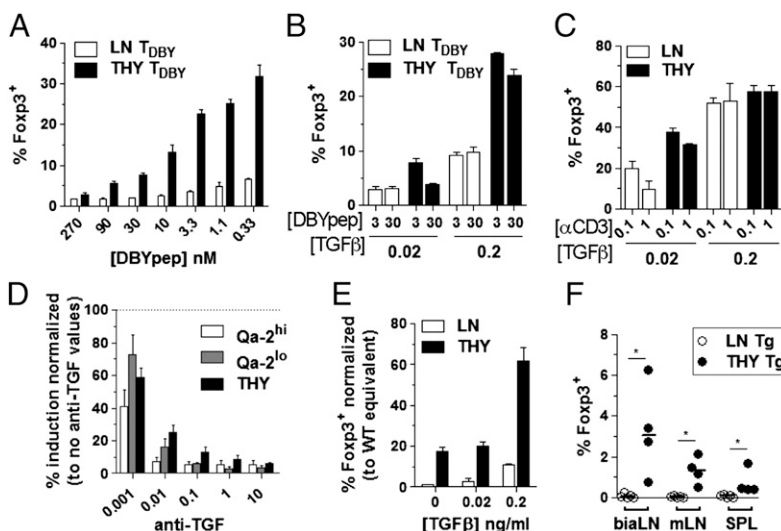 A
LN T DBY
THY T DBY
% Foxp3+
40
30
20
10
0
270 90 30 10 3.3 1.1 0.33
[DBYpep] nM
B
LN T DBY
THY T DBY
% Foxp3+
30
20
10
0
[DBYpep] 3 30 3 30 3 30 3 30
[TGFβ] 0.02 0.2
C
LN
THY
% Foxp3+
80
60
40
20
0
[αCD3] 0.1 1 0.1 1 0.1 1 0.1 1
[TGFβ] 0.02 0.2
D
% induction normalized
(to no anti-TGF values)
100
80
60
40
20
0
Qa-2hi
Qa-2lo
THY
0.001 0.01 0.1 1 10
anti-TGF
E
LN
THY
% Foxp3+ normalized
(to WT equivalent)
80
60
40
20
0
0 0.02 0.2
[TGFβ] ng/ml
F
LN Tg
THY Tg
% Foxp3
8
6
4
2
0
* * *
biaLN mLN SPL